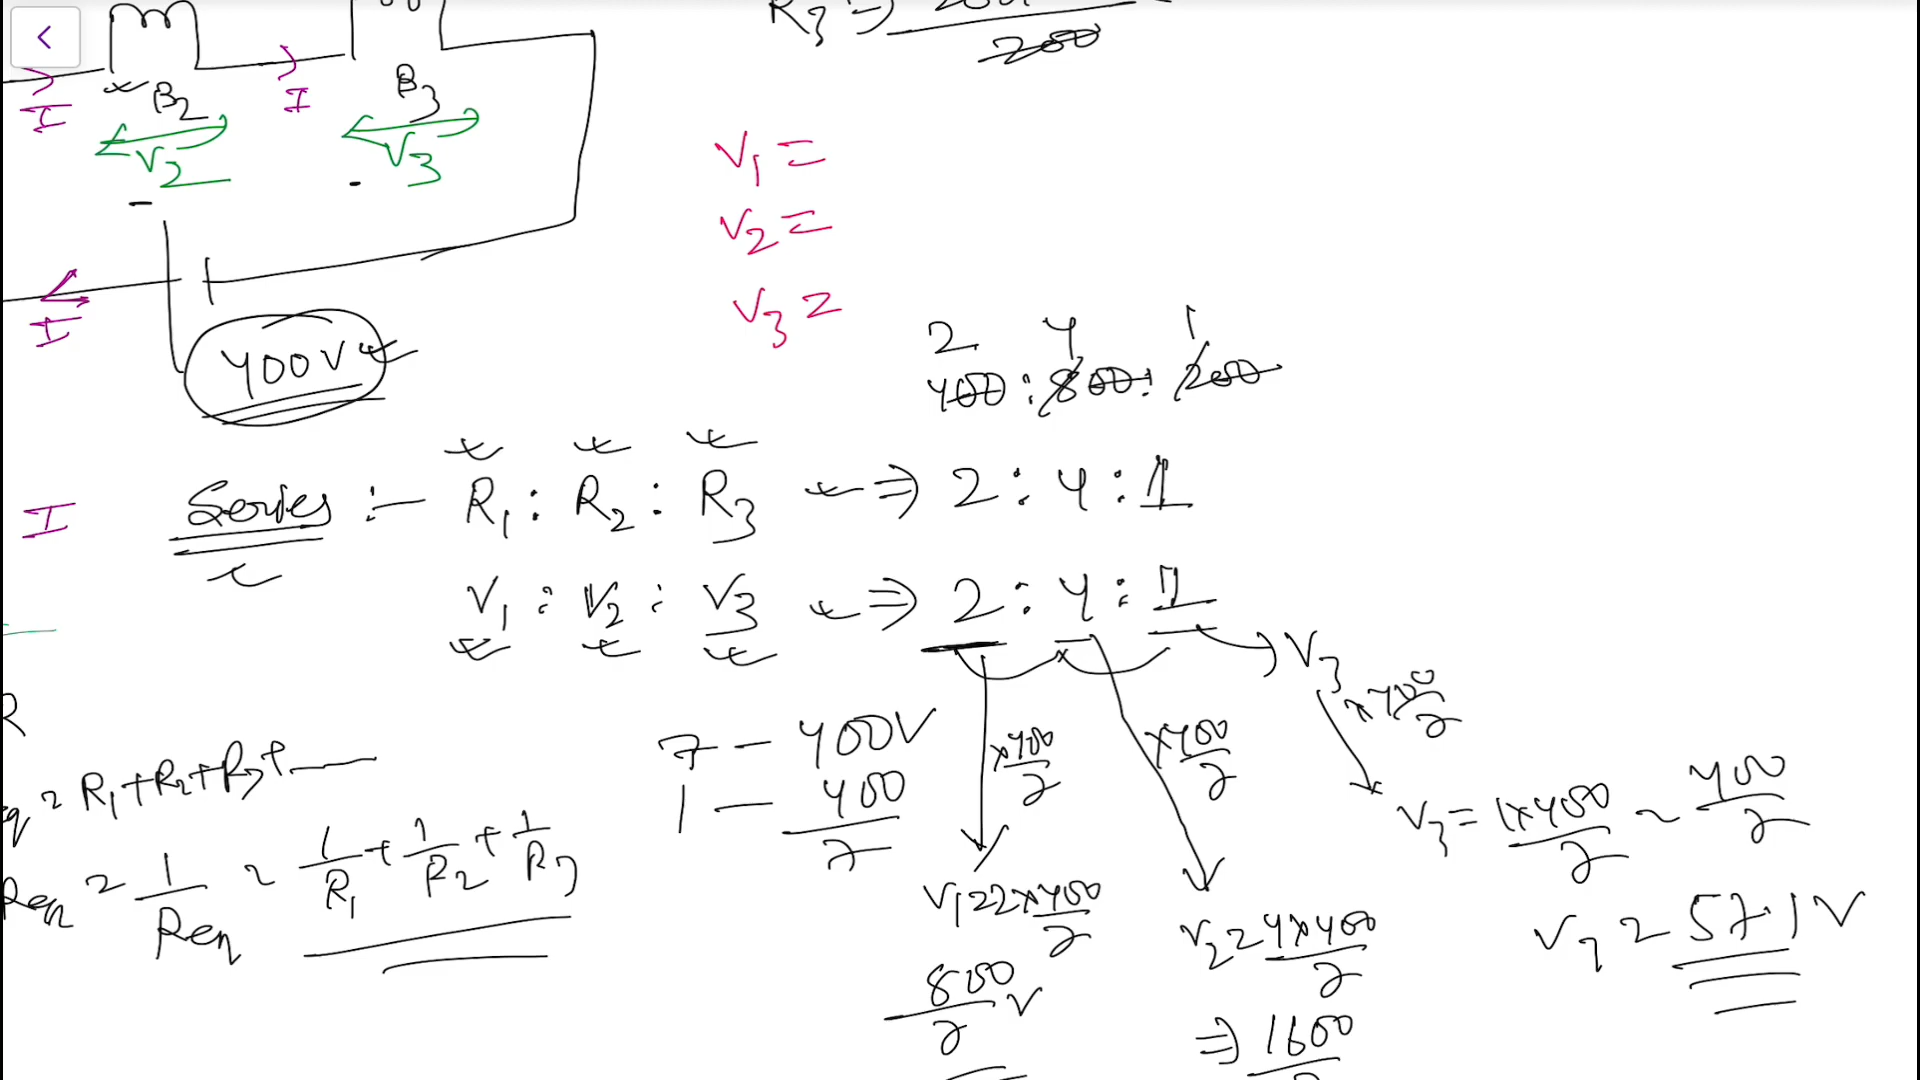 R3 ⇒
200
B2
B3
I
I
V2
V3
V1 =
V2 =
V3 =
I
400V
2 4 1
400 : 800 : 200
Series :- R1 : R2 : R3 ⇒ 2 : 4 : 1
I
V1 : V2 : V3 ⇒ 2 : 4 : 1
V3
R
7 - 400V
1 - 400/7
×400/7
×400/7
×400/7
eq = R1+R2+R3+
Req = 1/Req = 1/R1 + 1/R2 + 1/R3
V1 = 2×400/7
800/7 V
V2 = 4×400/7
⇒ 1600
V3 = 1×400/7 = 400/7
V3 = 57.1V